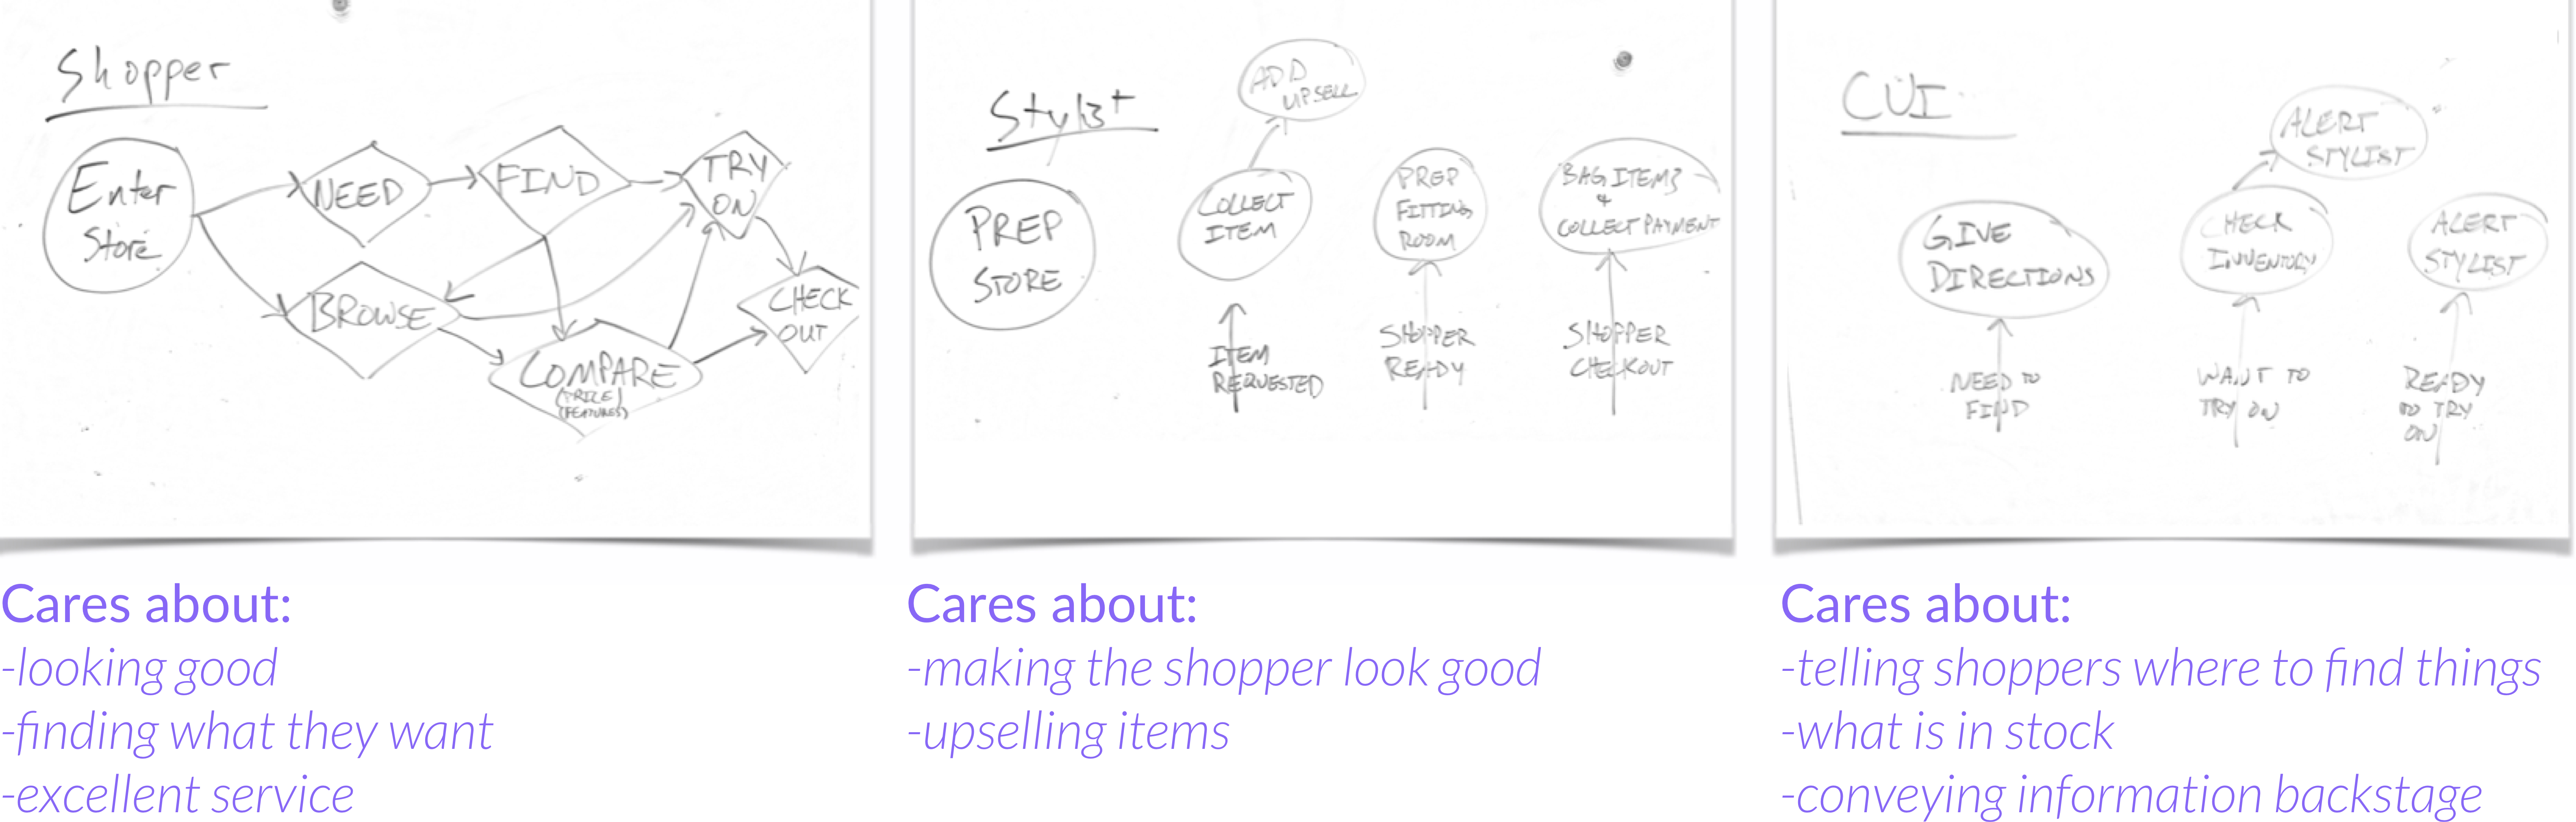 Shopper
Enter
Store
NEED
FIND
TRY
ON
BROWSE
COMPARE
(PRICE)
(FEATURES)
CHECK
OUT
Stylist
PREP
STORE
ADD
UPSELL
COLLECT
ITEM
ITEM
REQUESTED
PREP
FITTING
ROOM
SHOPPER
READY
BAG ITEMS
&
COLLECT PAYMENT
SHOPPER
CHECKOUT
CUI
GIVE
DIRECTIONS
NEED TO
FIND
ALERT
STYLIST
CHECK
INVENTORY
WANT TO
TRY ON
ALERT
STYLIST
READY
TO TRY
ON
Cares about:
-looking good
-finding what they want
-excellent service
Cares about:
-making the shopper look good
-upselling items
Cares about:
-telling shoppers where to find things
-what is in stock
-conveying information backstage